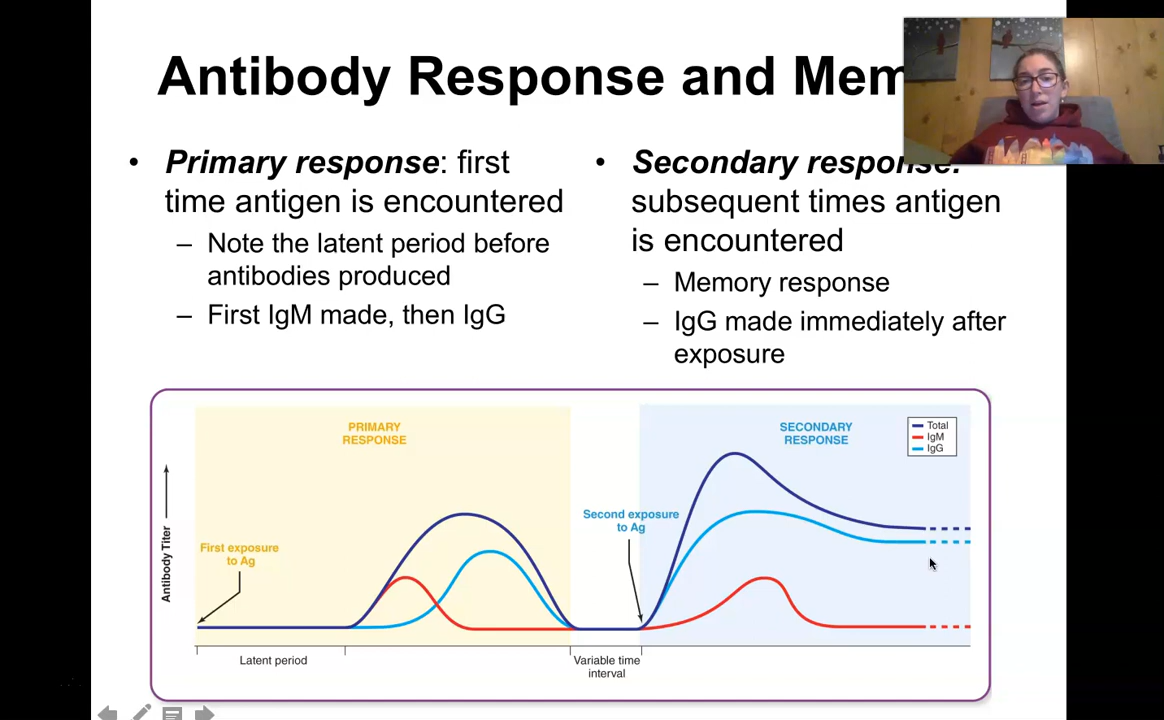 Antibody Response and Mem
• Primary response: first
time antigen is encountered
– Note the latent period before
antibodies produced
– First IgM made, then IgG
• Secondary response:
subsequent times antigen
is encountered
– Memory response
– IgG made immediately after
exposure
PRIMARY
RESPONSE
SECONDARY
RESPONSE
Total
IgM
IgG
Antibody Titer
First exposure
to Ag
Second exposure
to Ag
Latent period
Variable time
interval